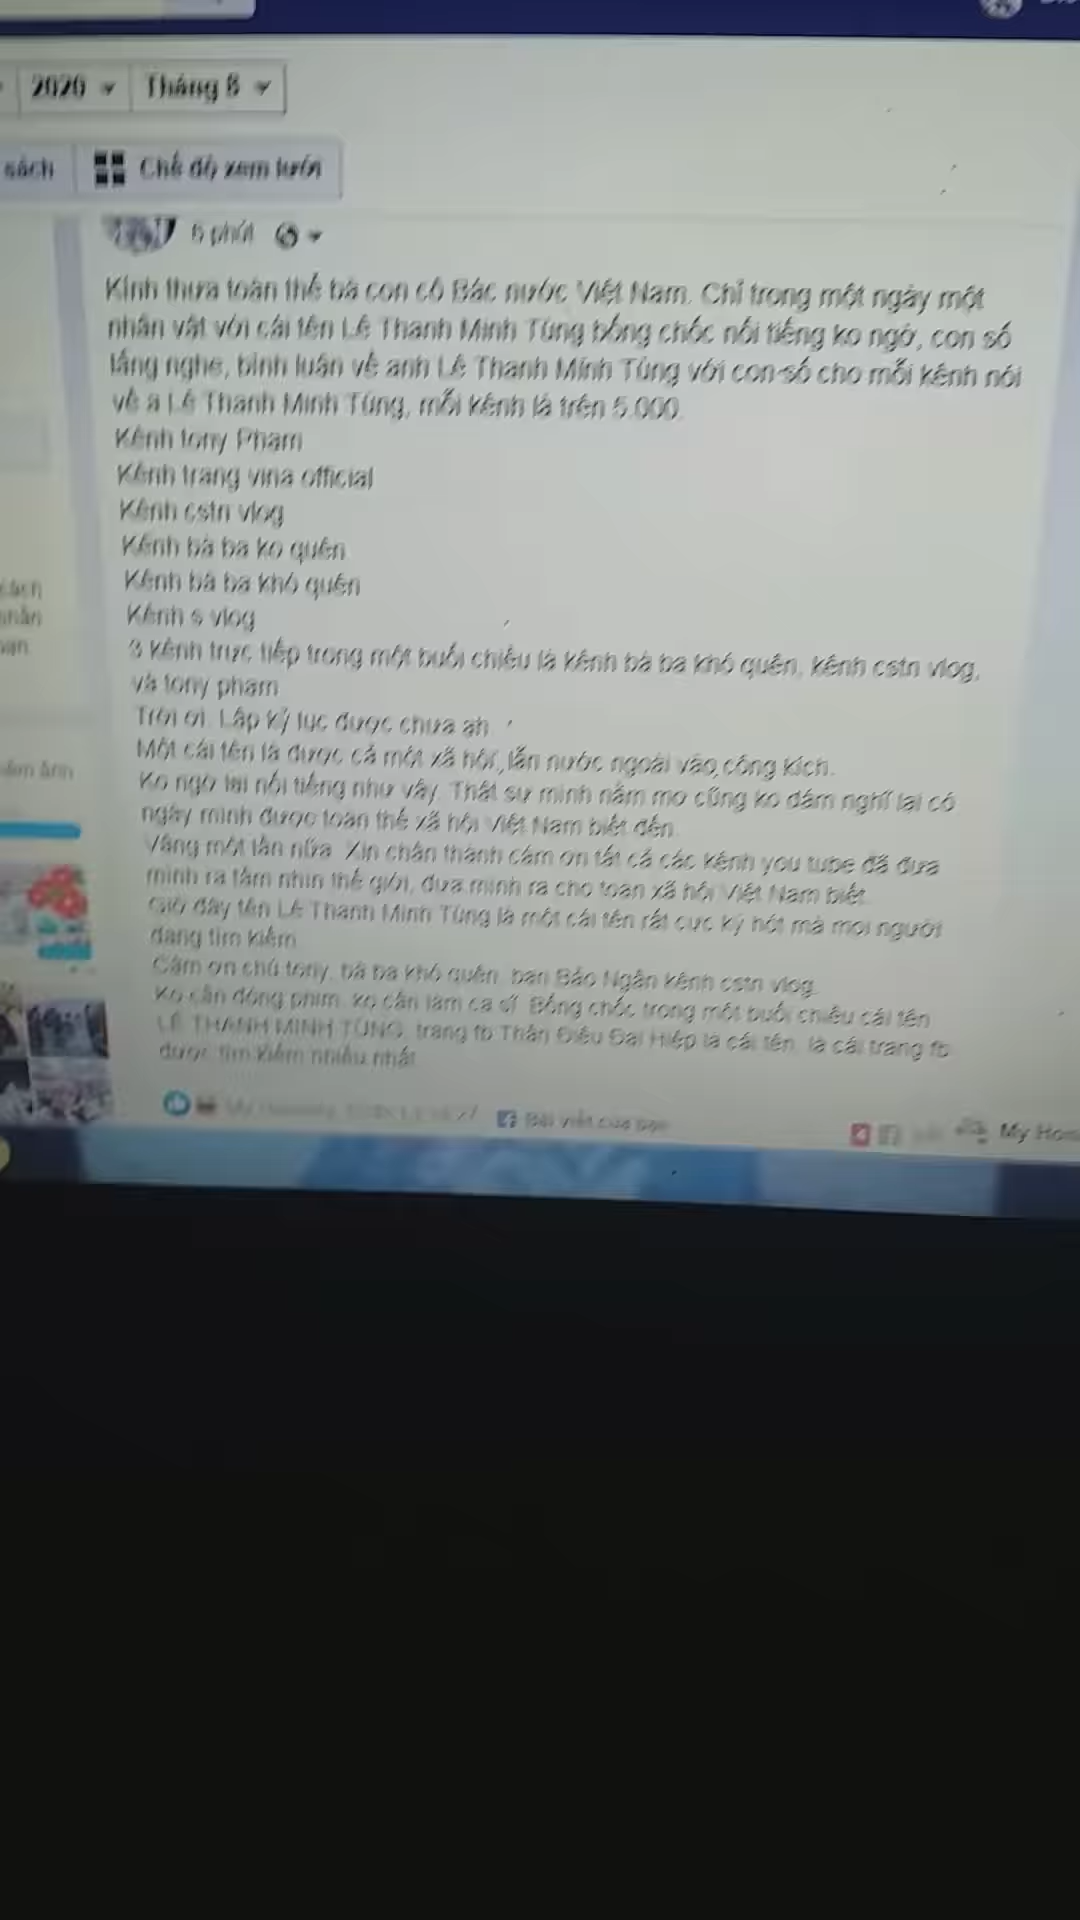 2020
Tháng 8
sách
Chế độ xem lưới
5 phút
Kính thưa toàn thể bà con cô Bác nước Việt Nam. Chỉ trong một ngày một
nhân vật với cái tên Lê Thanh Minh Tùng bỗng chốc nổi tiếng ko ngờ, con số
lắng nghe, bình luận về anh Lê Thanh Minh Tùng với con số cho mỗi kênh nói
về a Lê Thanh Minh Tùng, mỗi kênh là trên 5.000.
Kênh tony Pham
Kênh trang vina official
Kênh cstn vlog
Kênh bà ba ko quên
Kênh bà ba khó quên
Kênh s vlog
3 kênh trực tiếp trong một buổi chiều là kênh bà ba khó quên, kênh cstn vlog,
và tony pham
Trời ơi. Lập kỷ lục được chưa ah
Một cái tên là được cả một xã hội, lẫn nước ngoài vào công kích.
Ko ngờ lại nổi tiếng như vậy. Thật sự mình nằm mơ cũng ko dám nghĩ lại có
ngày mình được toàn thể xã hội Việt Nam biết đến.
Vâng một lần nữa. Xin chân thành cám ơn tất cả các kênh you tube đã đưa
mình ra tầm nhìn thế giới, đưa mình ra cho toàn xã hội Việt Nam biết.
Giờ đây tên Lê Thanh Minh Tùng là một cái tên rất cực kỳ hót mà mọi người
đang tìm kiếm
Cảm ơn chú tony, bà ba khó quên, bạn Bảo Ngân kênh cstn vlog.
Ko cần đóng phim, ko cần làm ca sĩ. Bỗng chốc trong một buổi chiều cái tên
LÊ THANH MINH TÙNG, trang fb Thần Điêu Đại Hiệp là cái tên, là cái trang fb
được tìm kiếm nhiều nhất
Bài viết của bạn
My